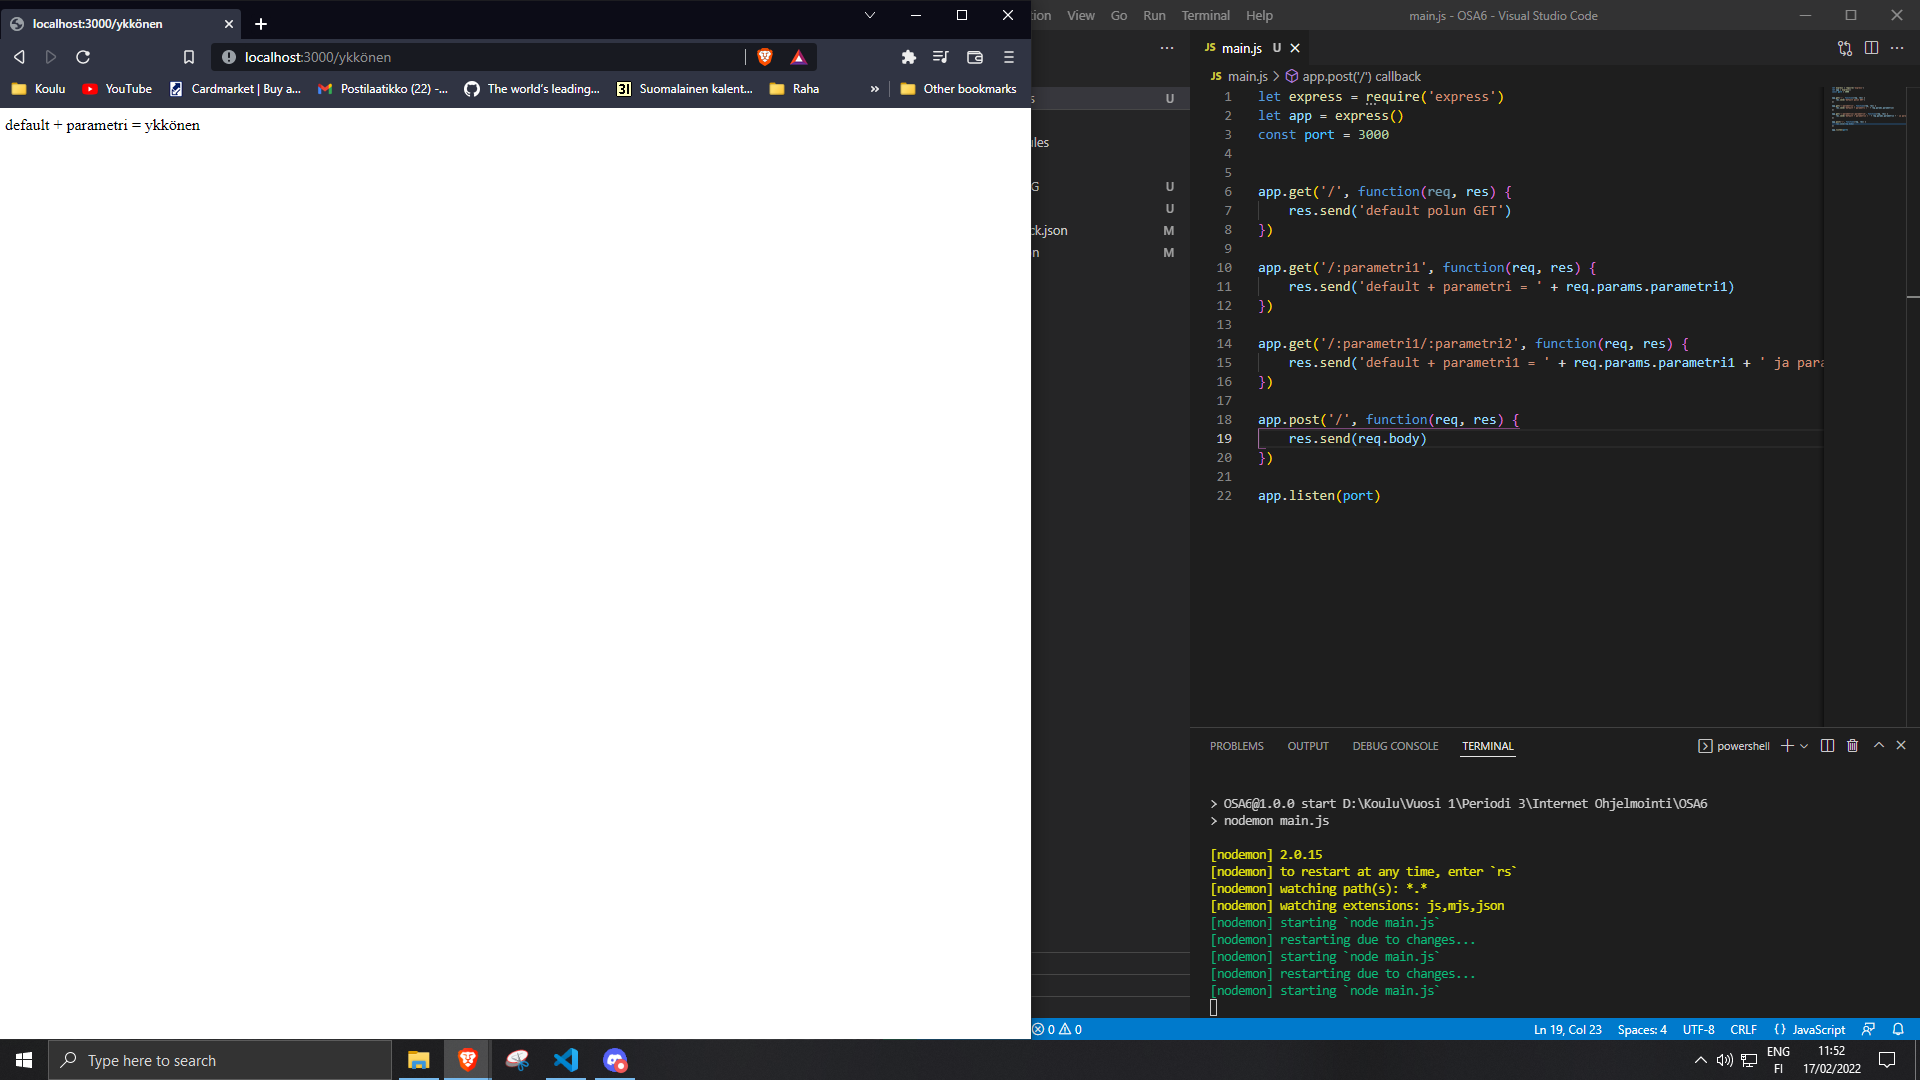 localhost:3000/ykkönen
localhost:3000/ykkönen
Koulu
YouTube
Cardmarket | Buy a...
Postilaatikko (22) -...
The world's leading...
31
Suomalainen kalent...
Raha
»
Other bookmarks
default + parametri = ykkönen
tion View Go Run Terminal Help
main.js - OSA6 - Visual Studio Code
JS main.js U
JS main.js > app.post('/') callback
s U
ules
G U
U
ck.json M
n M
1 let express = require('express')
2 let app = express()
3 const port = 3000
4
5
6 app.get('/', function(req, res) {
7 res.send('default polun GET')
8 })
9
10 app.get('/:parametri1', function(req, res) {
11 res.send('default + parametri = ' + req.params.parametri1)
12 })
13
14 app.get('/:parametri1/:parametri2', function(req, res) {
15 res.send('default + parametri1 = ' + req.params.parametri1 + ' ja para
16 })
17
18 app.post('/', function(req, res) {
19 res.send(req.body)
20 })
21
22 app.listen(port)
PROBLEMS OUTPUT DEBUG CONSOLE TERMINAL
powershell
> OSA6@1.0.0 start D:\Koulu\Vuosi 1\Periodi 3\Internet Ohjelmointi\OSA6
> nodemon main.js
[nodemon] 2.0.15
[nodemon] to restart at any time, enter `rs`
[nodemon] watching path(s): *.*
[nodemon] watching extensions: js,mjs,json
[nodemon] starting `node main.js`
[nodemon] restarting due to changes...
[nodemon] starting `node main.js`
[nodemon] restarting due to changes...
[nodemon] starting `node main.js`
0 0
Ln 19, Col 23 Spaces: 4 UTF-8 CRLF {} JavaScript
Type here to search
ENG
FI
11:52
17/02/2022